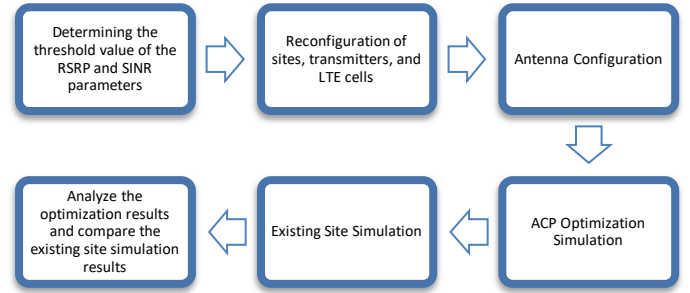 Determining the
threshold value of the
RSRP and SINR
parameters
Reconfiguration of
sites, transmitters, and
LTE cells
Antenna Configuration
ACP Optimization
Simulation
Existing Site Simulation
Analyze the
optimization results
and compare the
existing site simulation
results